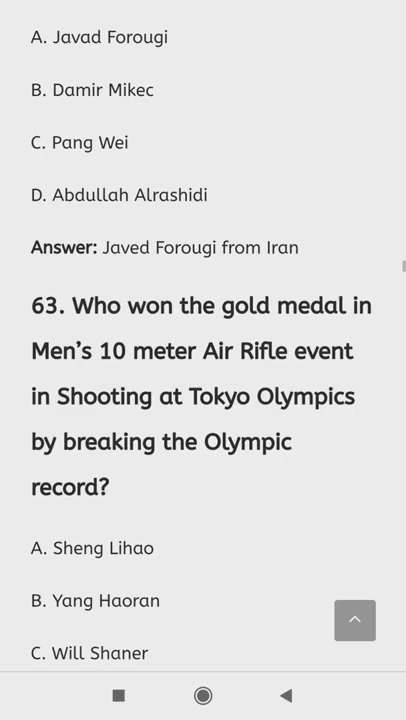 A. Javad Forougi
B. Damir Mikec
C. Pang Wei
D. Abdullah Alrashidi
Answer: Javed Forougi from Iran
63. Who won the gold medal in
Men's 10 meter Air Rifle event
in Shooting at Tokyo Olympics
by breaking the Olympic
record?
A. Sheng Lihao
B. Yang Haoran
C. Will Shaner